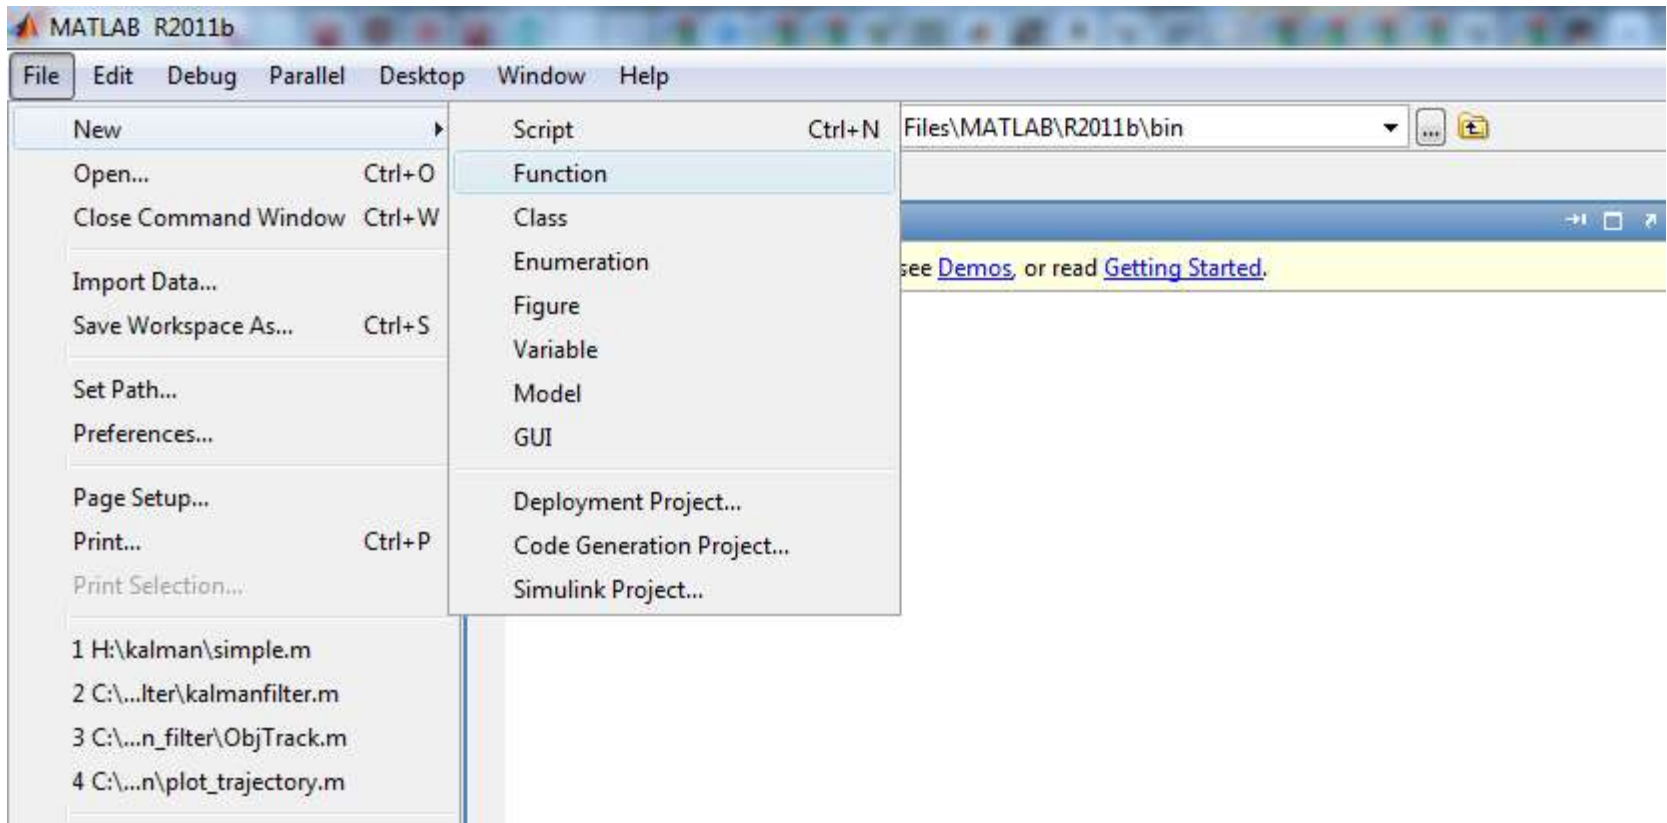 MATLAB R2011b
File Edit Debug Parallel Desktop Window Help
New
Open... Ctrl+O
Close Command Window Ctrl+W
Import Data...
Save Workspace As... Ctrl+S
Set Path...
Preferences...
Page Setup...
Print... Ctrl+P
Print Selection...
1 H:\kalman\simple.m
2 C:\...lter\kalmanfilter.m
3 C:\...n_filter\ObjTrack.m
4 C:\...n\plot_trajectory.m
Script Ctrl+N
Function
Class
Enumeration
Figure
Variable
Model
GUI
Deployment Project...
Code Generation Project...
Simulink Project...
Files\MATLAB\R2011b\bin
...
see Demos, or read Getting Started.